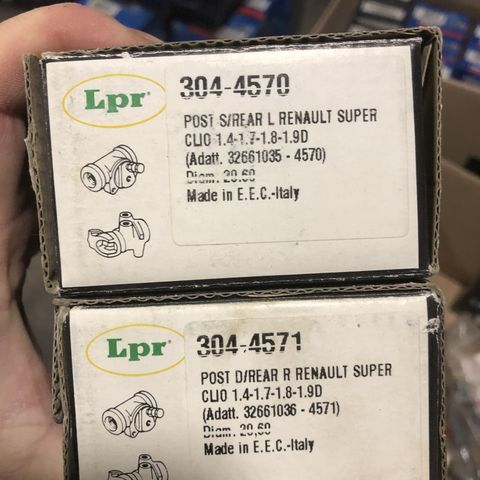 Lpr
304-4570
POST S/REAR L RENAULT SUPER
CLIO 1.4-1.7-1.8-1.9D
(Adatt. 32661035 - 4570)
Diam. 20.60
Made in E.E.C.-Italy
Lpr
304-4571
POST D/REAR R RENAULT SUPER
CLIO 1.4-1.7-1.8-1.9D
(Adatt. 32661036 - 4571)
Diam. 20,60
Made in E.E.C.-Italy